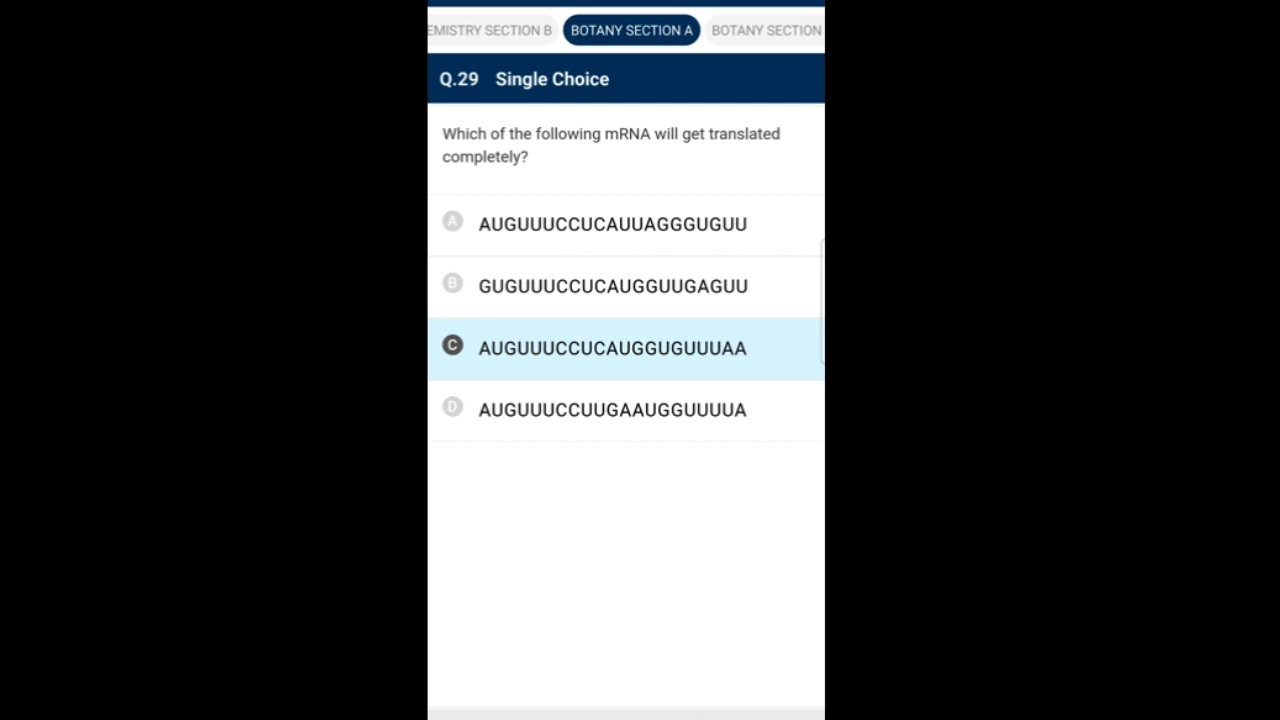 EMISTRY SECTION B BOTANY SECTION A BOTANY SECTION
Q.29 Single Choice
Which of the following mRNA will get translated
completely?
A AUGUUUCCUCAUUAGGGUGUU
B GUGUUUCCUCAUGGUUGAGUU
C AUGUUUCCUCAUGGUGUUUAA
D AUGUUUCCUUGAAUGGUUUUA